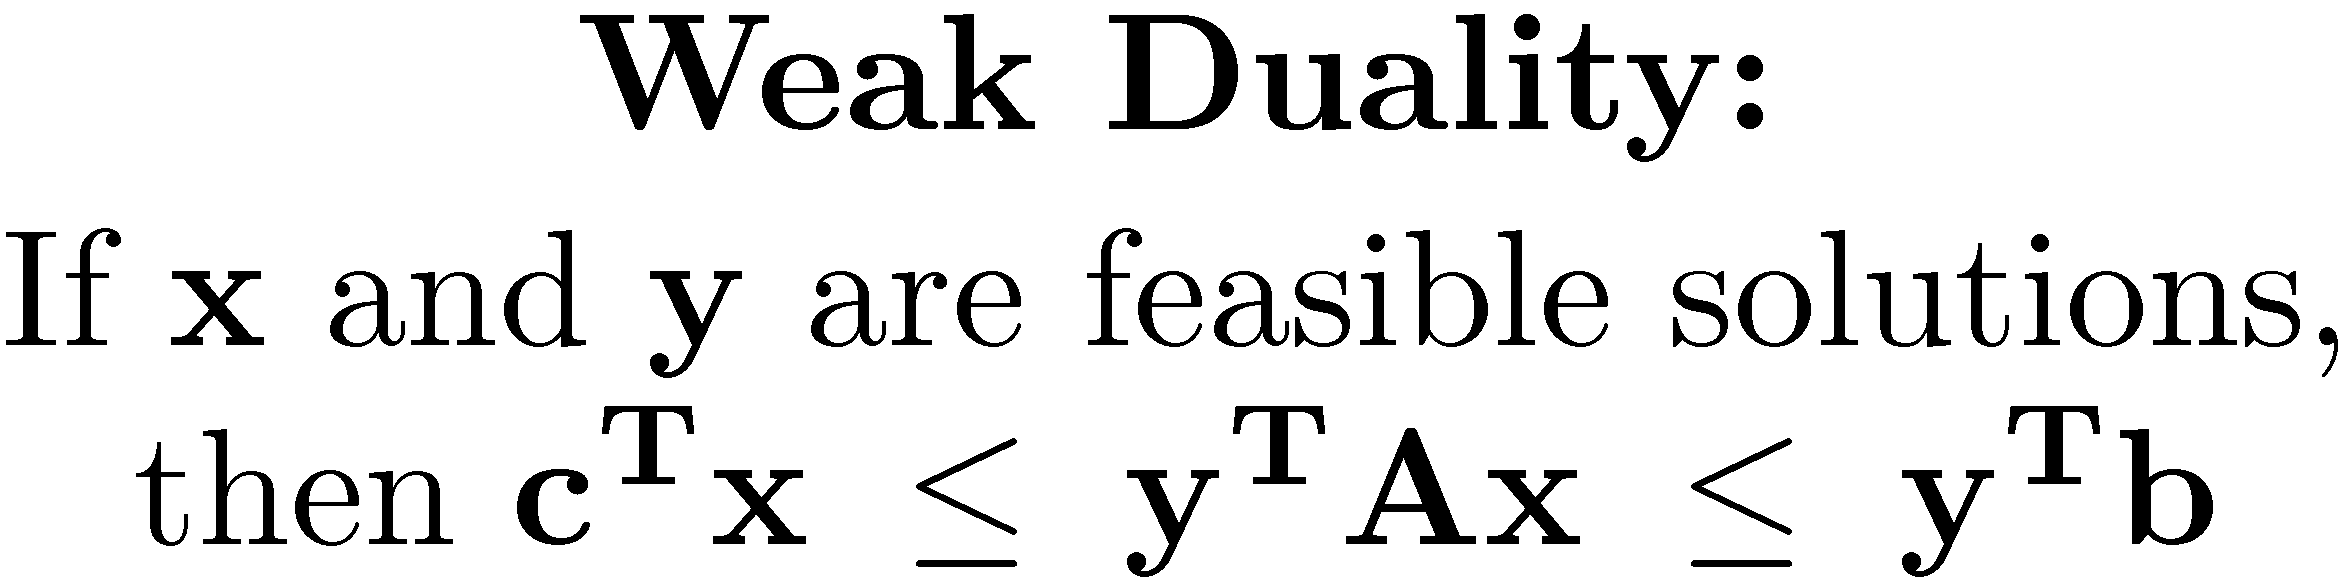 Weak Duality:
If x and y are feasible solutions,
then cᵀx ≤ yᵀAx ≤ yᵀb